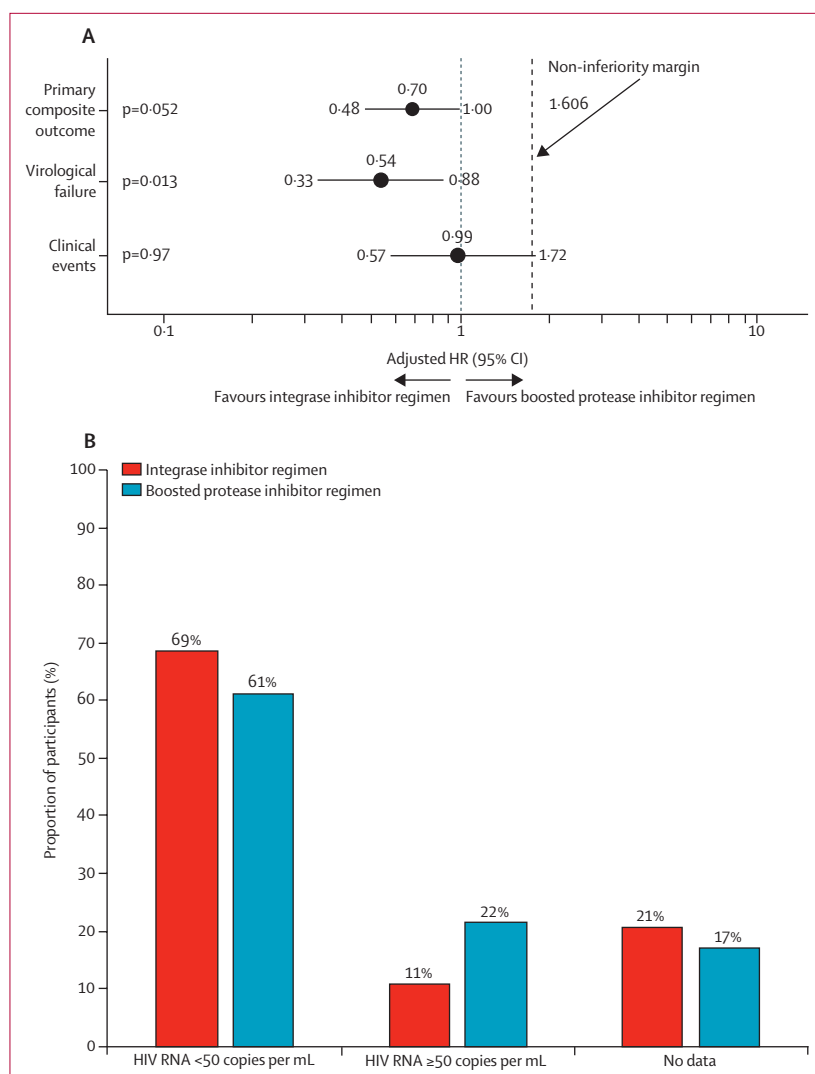 A
Non-inferiority margin
Primary
composite
outcome
p=0·052
0·48
0·70
1·00
1·606
Virological
failure
p=0·013
0·33
0·54
0·88
Clinical
events
p=0·97
0·57
0·99
1·72
0·1
1
10
Adjusted HR (95% CI)
Favours integrase inhibitor regimen
Favours boosted protease inhibitor regimen
B
Integrase inhibitor regimen
Boosted protease inhibitor regimen
Proportion of participants (%)
100
90
80
70
60
50
40
30
20
10
0
69%
61%
11%
22%
21%
17%
HIV RNA <50 copies per mL
HIV RNA ≥50 copies per mL
No data